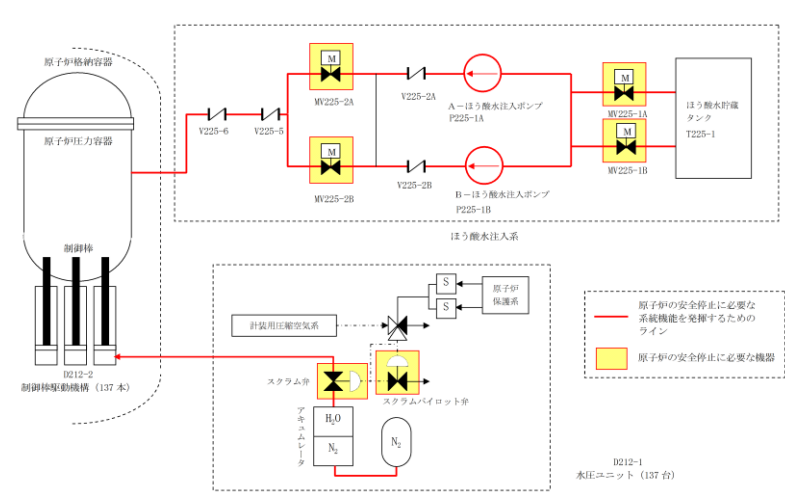 原子炉格納容器
原子炉圧力容器
制御棒
D212-2
制御棒駆動機構(137 本)
M
MV225-2A
V225-2A
A-ほう酸水注入ポンプ
P225-1A
M
MV225-1A
ほう酸水貯蔵
タンク
T225-1
V225-6
V225-5
M
MV225-2B
V225-2B
B-ほう酸水注入ポンプ
P225-1B
M
MV225-1B
ほう酸水注入系
S
S
原子炉
保護系
計装用圧縮空気系
スクラム弁
スクラムパイロット弁
アキュムレータ
H₂O
N₂
N₂
D212-1
水圧ユニット(137 台)
原子炉の安全停止に必要な
系統機能を発揮するための
ライン
原子炉の安全停止に必要な機器